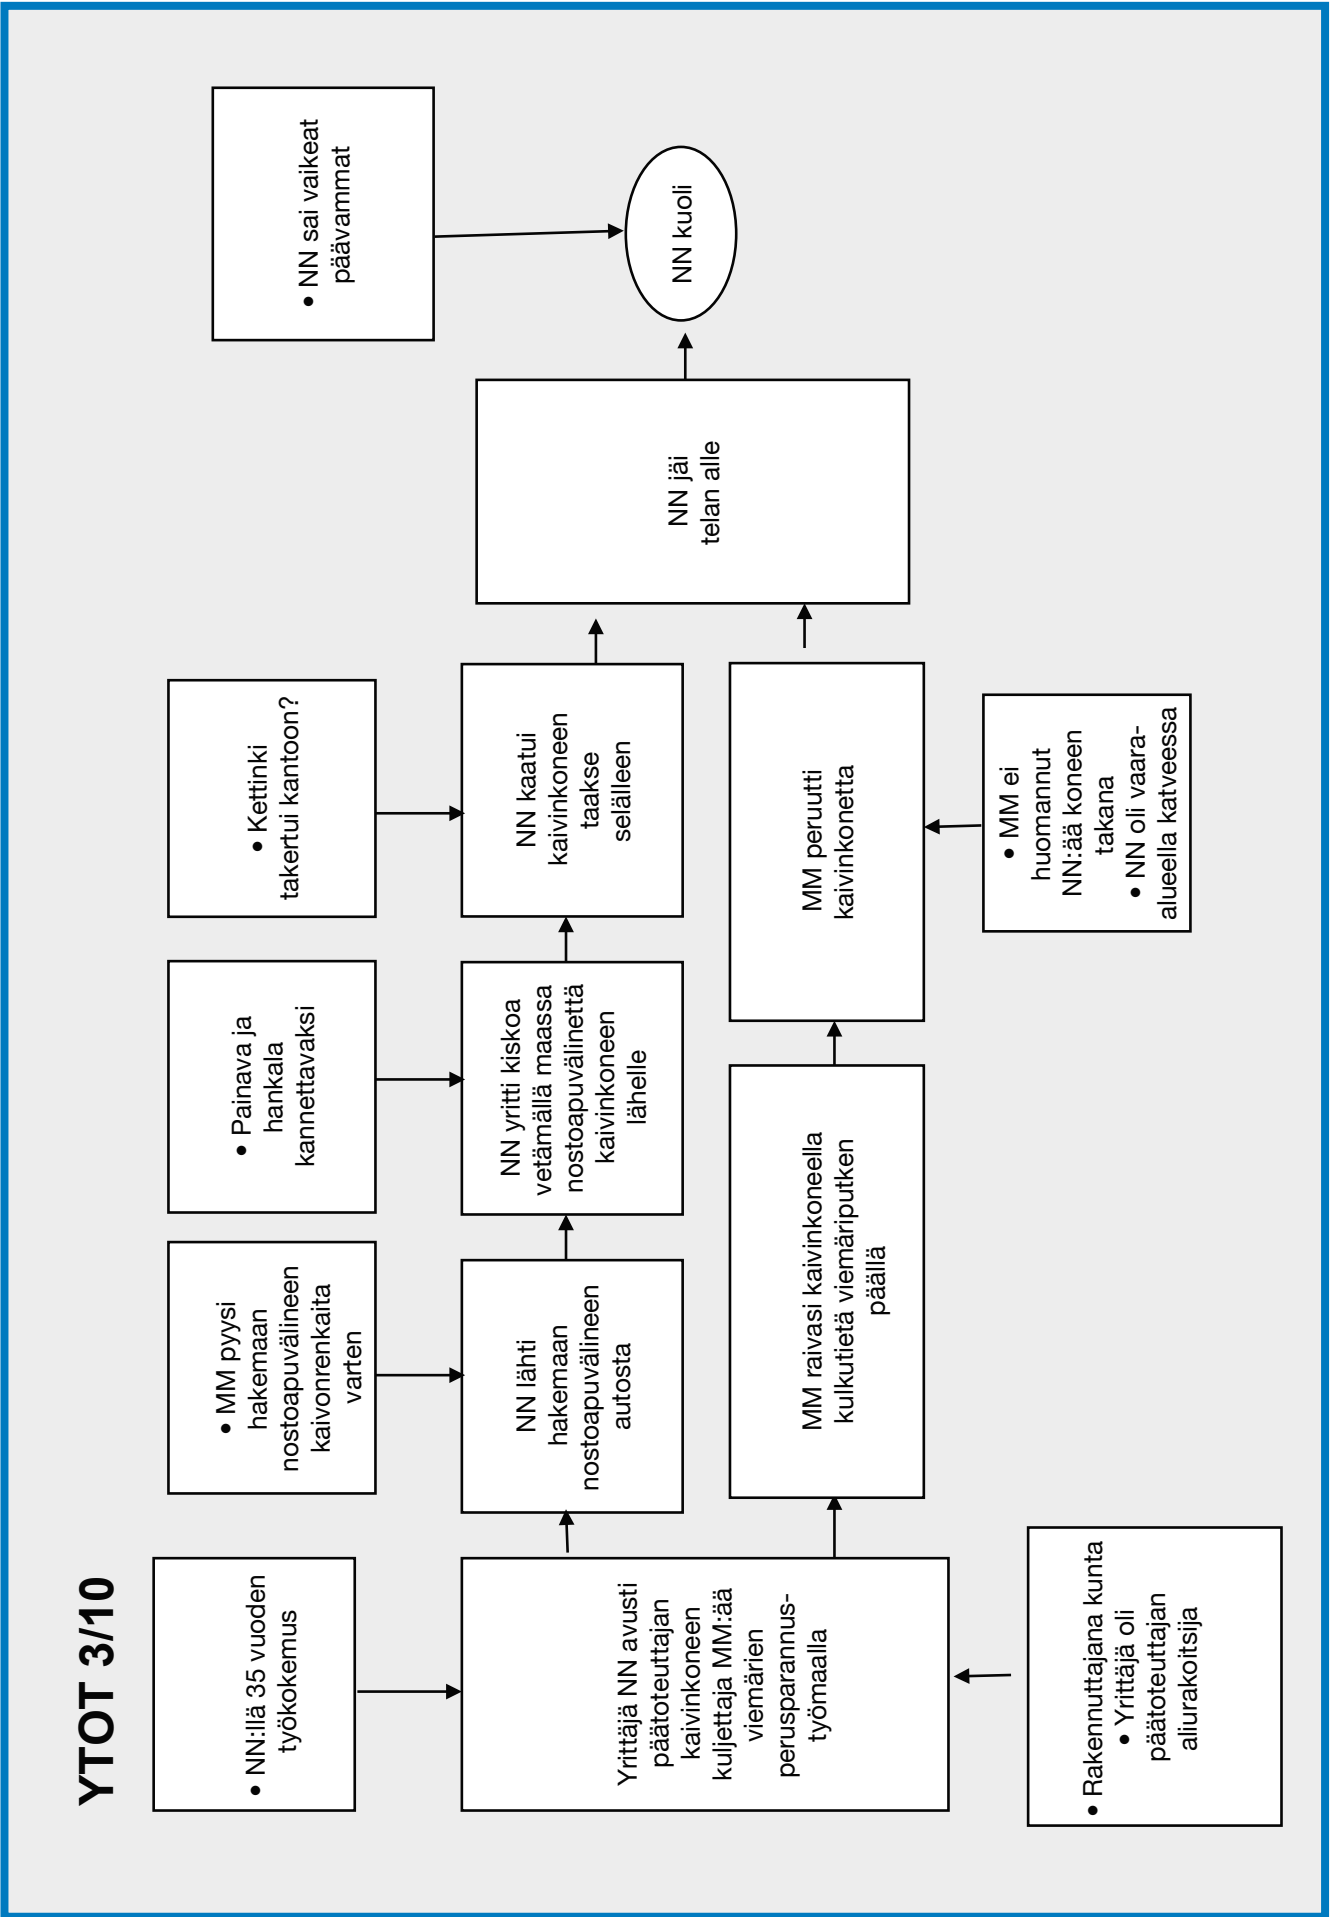 YTOT 3/10
• NN:llä 35 vuoden
työkokemus
• MM pyysi
hakemaan
nostoapuvälineen
kaivonrenkaita
varten
• Painava ja
hankala
kannettavaksi
• Kettinki
takertui kantoon?
• NN sai vaikeat
päävammat
Yrittäjä NN avusti
päätoteuttajan
kaivinkoneen
kuljettaja MM:ää
viemärien
perusparannus-
työmaalla
NN lähti
hakemaan
nostoapuvälineen
autosta
NN yritti kiskoa
vetämällä maassa
nostoapuvälinettä
kaivinkoneen
lähelle
NN kaatui
kaivinkoneen
taakse
selälleen
NN jäi
telan alle
NN kuoli
MM raivasi kaivinkoneella
kulkutietä viemäriputken
päällä
MM peruutti
kaivinkonetta
• Rakennuttajana kunta
• Yrittäjä oli
päätoteuttajan
aliurakoitsija
• MM ei
huomannut
NN:ää koneen
takana
• NN oli vaara-
alueella katveessa